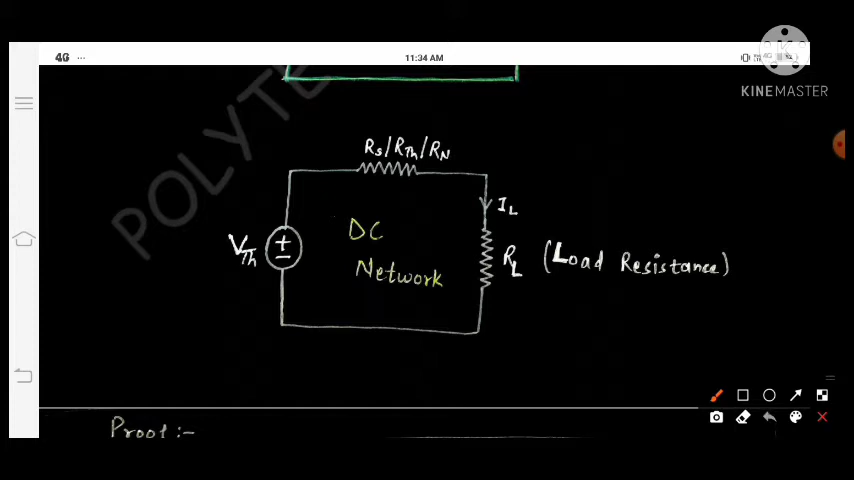 4G ...
11:34 AM
KINEMASTER
POLYTE
Rs/RTh/RN
IL
DC
Network
VTh
RL (Load Resistance)
Proof :-